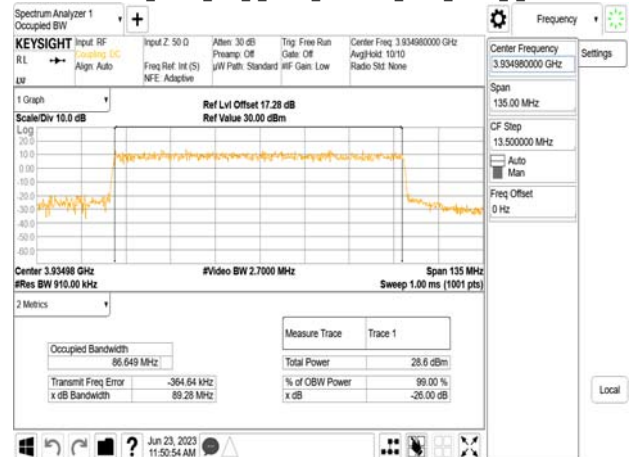 Spectrum Analyzer 1
Occupied BW
Frequency
KEYSIGHT
Input: RF
Coupling: DC
Align: Auto
Input Z: 50 Ω
Freq Ref: Int (S)
NFE: Adaptive
Atten: 30 dB
Preamp: Off
µW Path: Standard
Trig: Free Run
Gate: Off
#IF Gain: Low
Center Freq: 3.934980000 GHz
Avg|Hold: 10/10
Radio Std: None
R L
LU
Center Frequency
3.934980000 GHz
Settings
Span
135.00 MHz
CF Step
13.500000 MHz
Auto
Man
Freq Offset
0 Hz
Local
1 Graph
Scale/Div 10.0 dB
Ref Lvl Offset 17.28 dB
Ref Value 30.00 dBm
Log
20.0
10.0
0.00
-10.0
-20.0
-30.0
-40.0
-50.0
-60.0
Center 3.93498 GHz
#Res BW 910.00 kHz
#Video BW 2.7000 MHz
Span 135 MHz
Sweep 1.00 ms (1001 pts)
2 Metrics
Measure Trace Trace 1
Occupied Bandwidth
86.649 MHz
Total Power 28.6 dBm
Transmit Freq Error -364.64 kHz
% of OBW Power 99.00 %
x dB Bandwidth 89.28 MHz
x dB -26.00 dB
?
Jun 23, 2023
11:50:54 AM